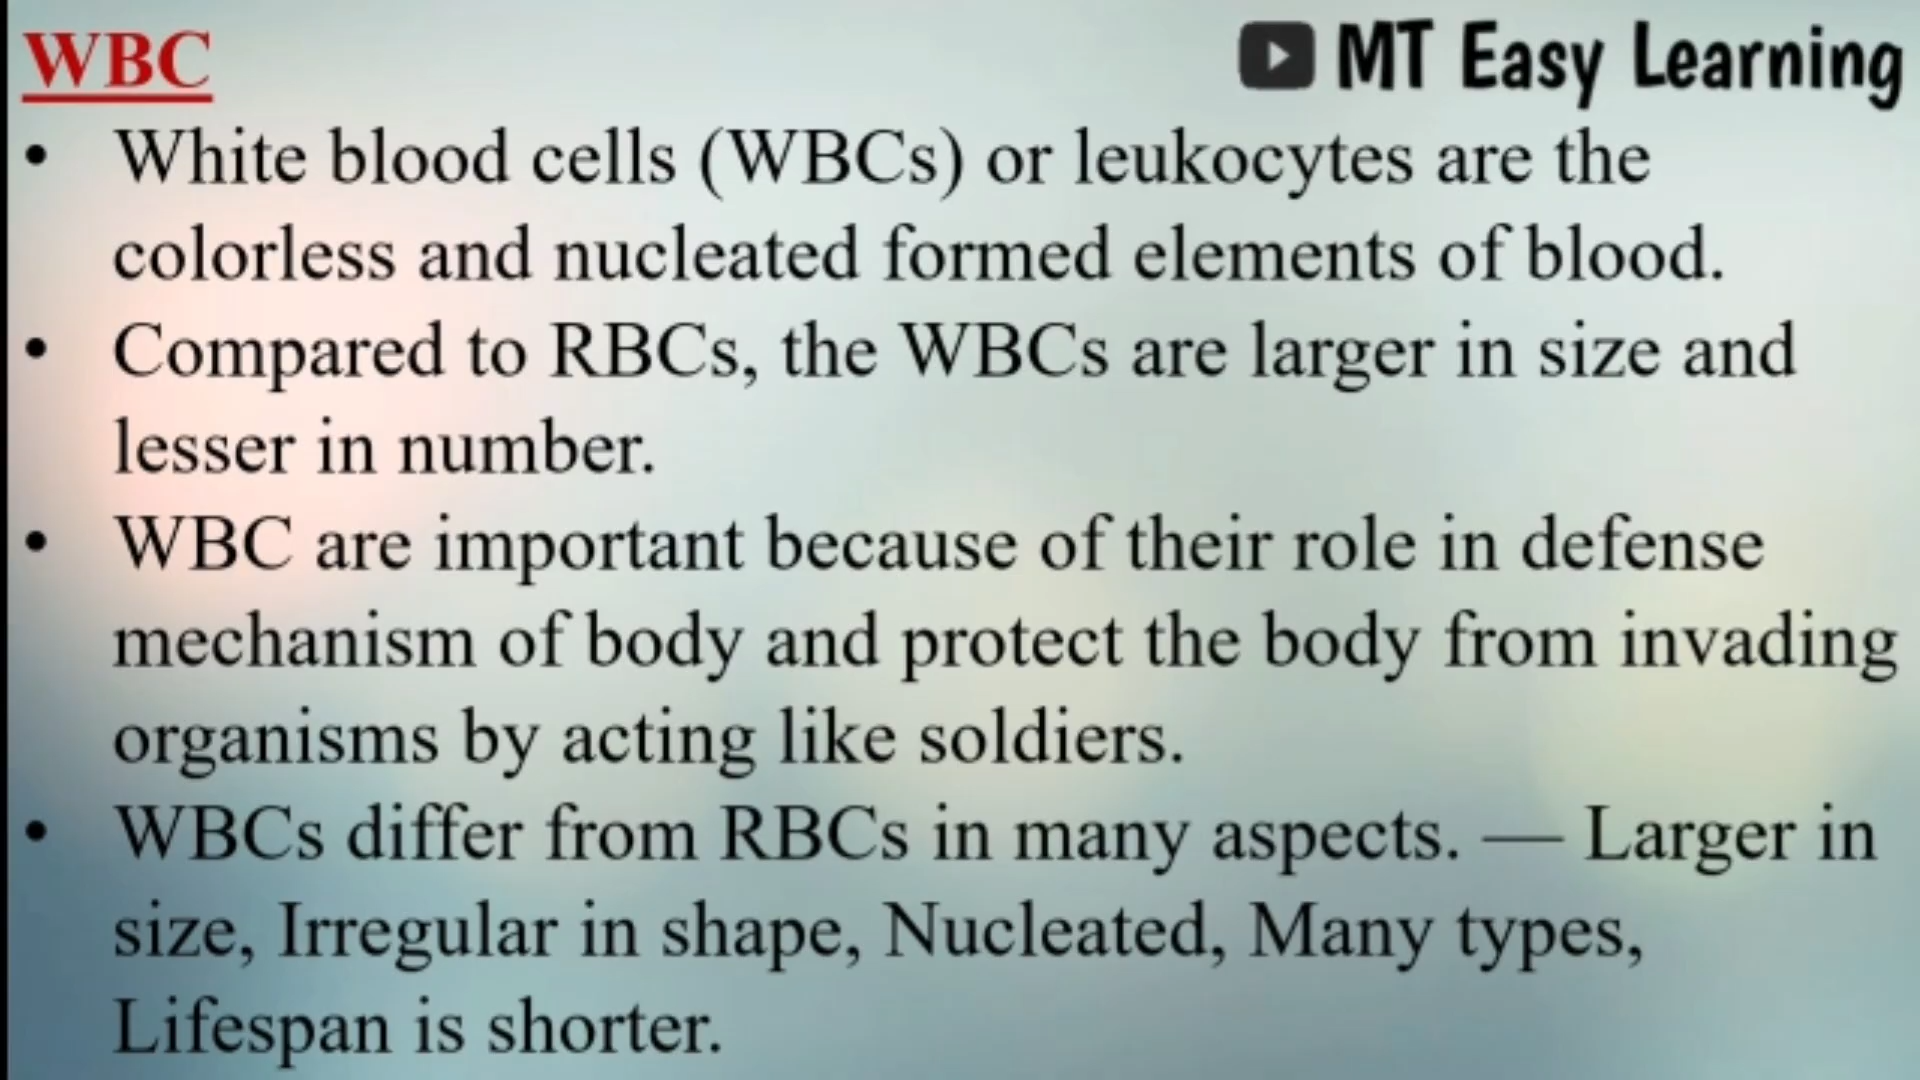 WBC
MT Easy Learning
• White blood cells (WBCs) or leukocytes are the
colorless and nucleated formed elements of blood.
• Compared to RBCs, the WBCs are larger in size and
lesser in number.
• WBC are important because of their role in defense
mechanism of body and protect the body from invading
organisms by acting like soldiers.
• WBCs differ from RBCs in many aspects. — Larger in
size, Irregular in shape, Nucleated, Many types,
Lifespan is shorter.